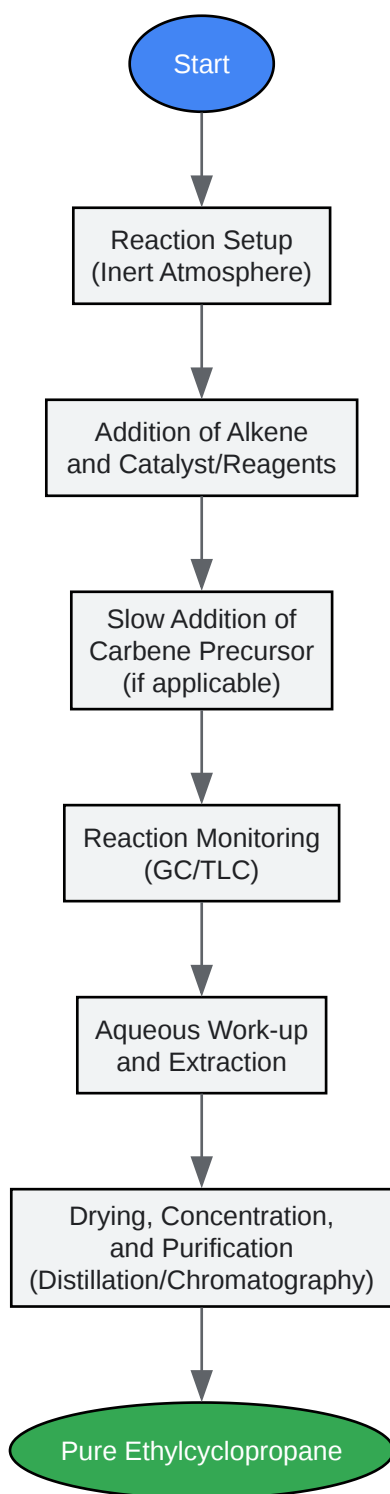 Start
Reaction Setup
(Inert Atmosphere)
Addition of Alkene
and Catalyst/Reagents
Slow Addition of
Carbene Precursor
(if applicable)
Reaction Monitoring
(GC/TLC)
Aqueous Work-up
and Extraction
Drying, Concentration,
and Purification
(Distillation/Chromatography)
Pure Ethylcyclopropane